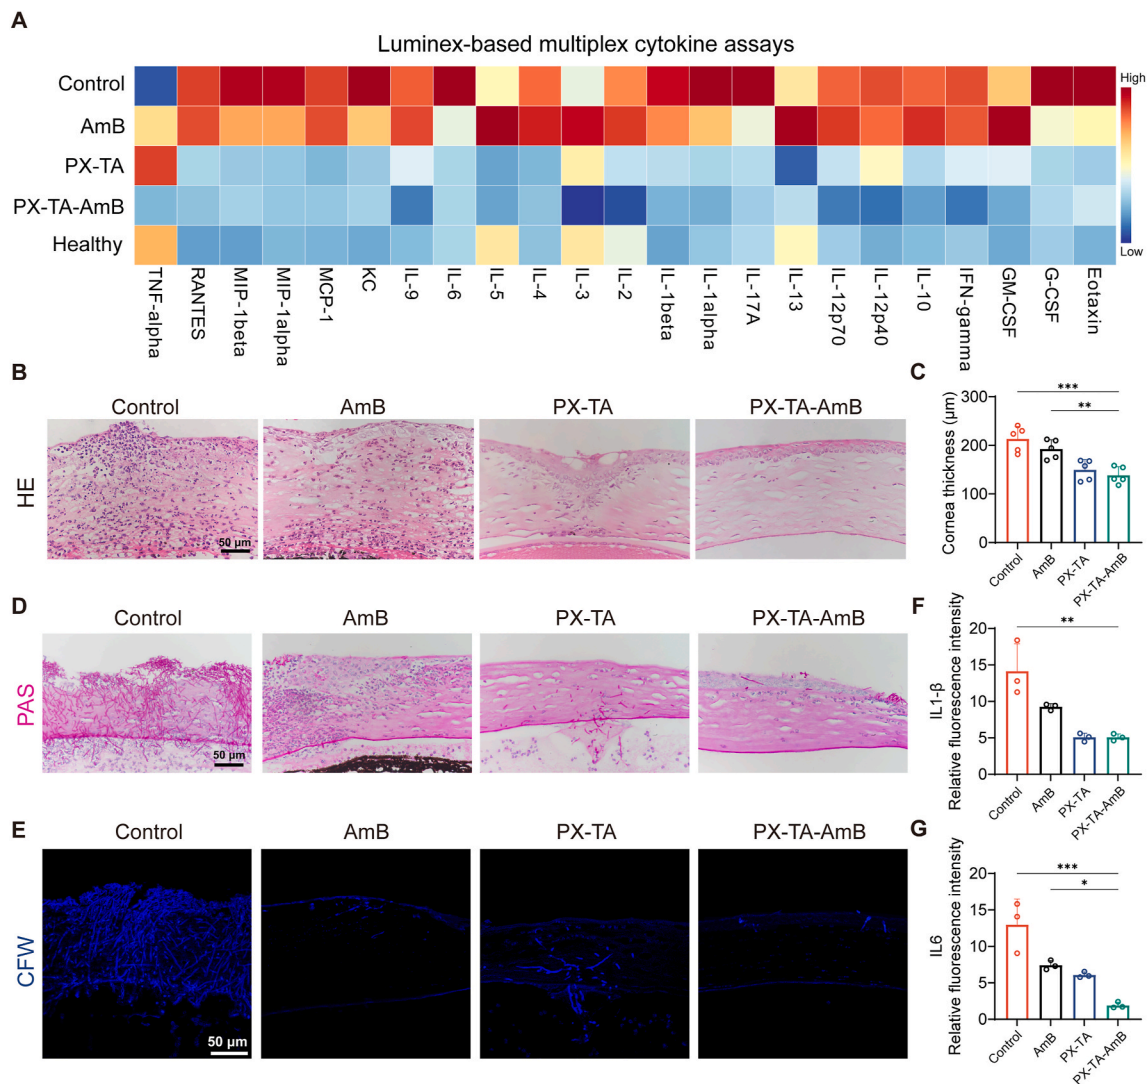 A
Luminex-based multiplex cytokine assays
Control
AmB
PX-TA
PX-TA-AmB
Healthy
High
Low
TNF-alpha
RANTES
MIP-1beta
MIP-1alpha
MCP-1
KC
IL-9
IL-6
IL-5
IL-4
IL-3
IL-2
IL-1beta
IL-1alpha
IL-17A
IL-13
IL-12p70
IL-12p40
IL-10
IFN-gamma
GM-CSF
G-CSF
Eotaxin
B
Control
AmB
PX-TA
PX-TA-AmB
HE
50 μm
C
Cornea thickness (μm)
300
200
100
0
***
**
Control
AmB
PX-TA
PX-TA-AmB
D
Control
AmB
PX-TA
PX-TA-AmB
PAS
50 μm
F
IL1-β
Relative fluorescence intensity
20
15
10
5
0
**
Control
AmB
PX-TA
PX-TA-AmB
E
Control
AmB
PX-TA
PX-TA-AmB
CFW
50 μm
G
IL6
Relative fluorescence intensity
20
15
10
5
0
***
*
Control
AmB
PX-TA
PX-TA-AmB